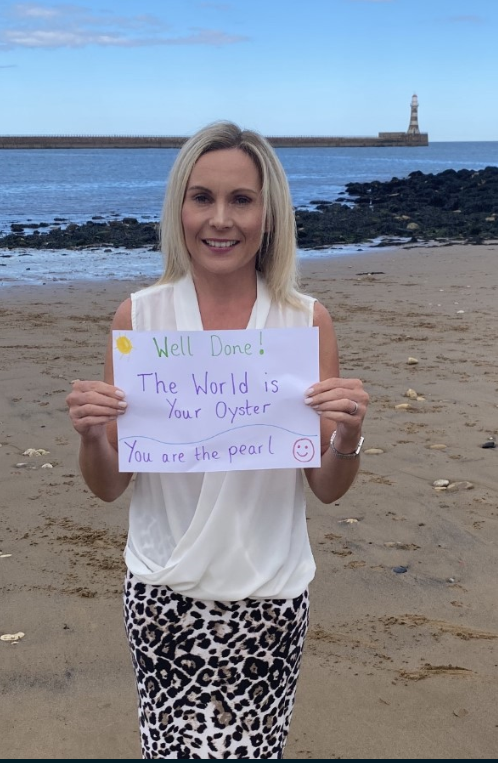 Well Done!
The World is
Your Oyster
You are the pearl